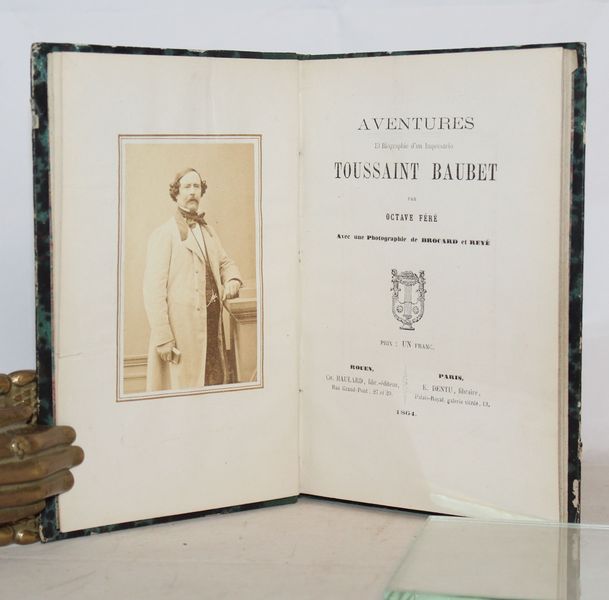 AVENTURES
Et Biographie d'un Impresario
TOUSSAINT BAUBET
PAR
OCTAVE FÉRÉ
Avec une Photographie de BROCARD et REYÉ
PRIX : UN FRANC.
ROUEN,
CH. HAULARD, libr.-éditeur,
Rue Grand-Pont, 27 et 29.
PARIS,
E. DENTU, libraire,
Palais-Royal, galerie vitrée, 13.
1864.